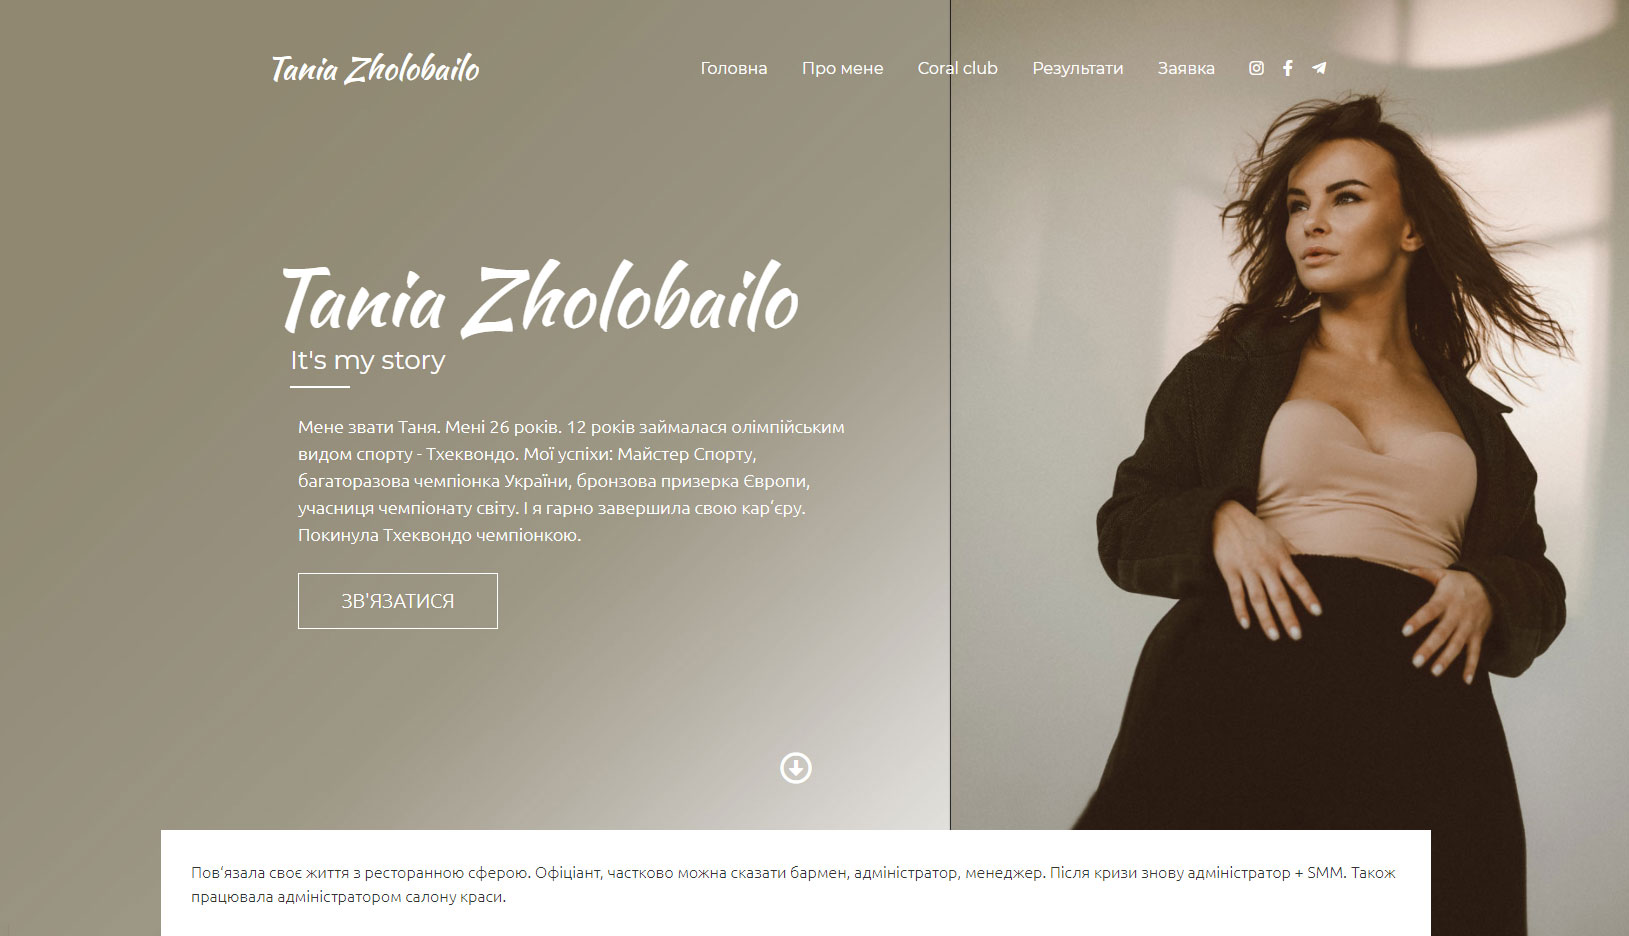 Tania Zholobailo
Головна Про мене Coral club Результати Заявка
Tania Zholobailo
It's my story
Мене звати Таня. Мені 26 років. 12 років займалася олімпійським
видом спорту - Тхеквондо. Мої успіхи: Майстер Спорту,
багаторазова чемпіонка України, бронзова призерка Європи,
учасниця чемпіонату світу. І я гарно завершила свою кар‘єру.
Покинула Тхеквондо чемпіонкою.
ЗВ'ЯЗАТИСЯ
Пов‘язала своє життя з ресторанною сферою. Офіціант, частково можна сказати бармен, адміністратор, менеджер. Після кризи знову адміністратор + SMM. Також
працювала адміністратором салону краси.